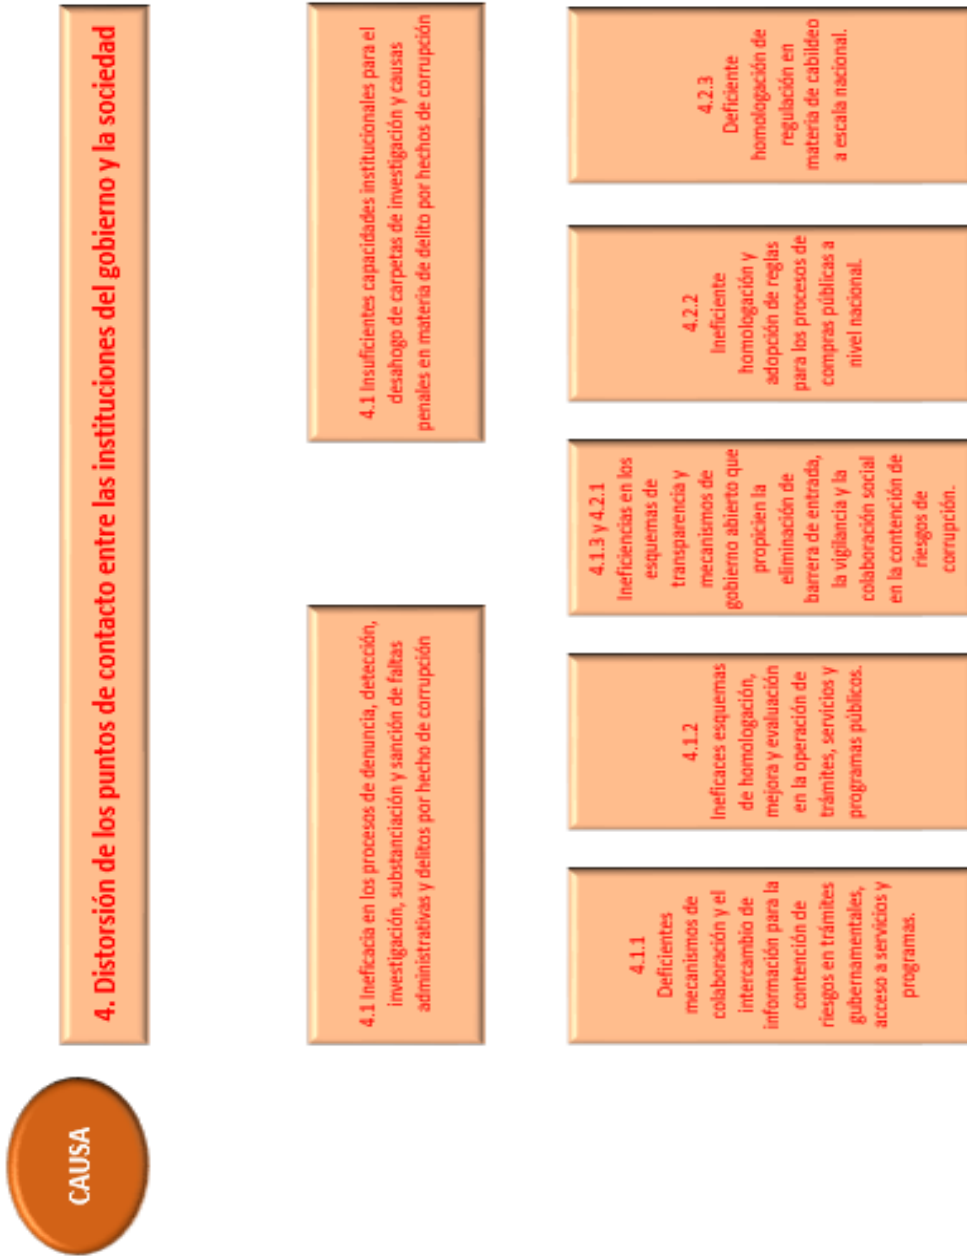 CAUSA
4. Distorsión de los puntos de contacto entre las instituciones del gobierno y la sociedad
4.1 Ineficacia en los procesos de denuncia, detección,
investigación, substanciación y sanción de faltas
administrativas y delitos por hecho de corrupción
4.1 Insuficientes capacidades institucionales para el
desahogo de carpetas de investigación y causas
penales en materia de delito por hechos de corrupción
4.1.1
Deficientes
mecanismos de
colaboración y el
intercambio de
información para la
contención de
riesgos en trámites
gubernamentales,
acceso a servicios y
programas.
4.1.2
Ineficaces esquemas
de homologación,
mejora y evaluación
en la operación de
trámites, servicios y
programas públicos.
4.1.3 y 4.2.1
Ineficiencias en los
esquemas de
transparencia y
mecanismos de
gobierno abierto que
propicien la
eliminación de
barrera de entrada,
la vigilancia y la
colaboración social
en la contención de
riesgos de
corrupción.
4.2.2
Ineficiente
homologación y
adopción de reglas
para los procesos de
compras públicas a
nivel nacional.
4.2.3
Deficiente
homologación de
regulación en
materia de cabildeo
a escala nacional.